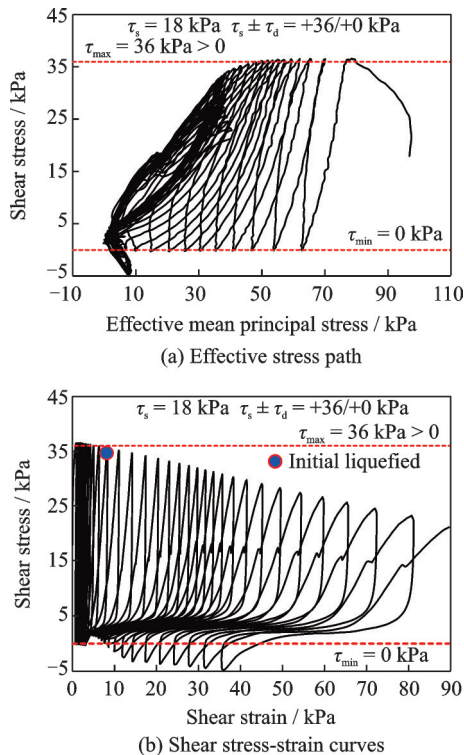 τs = 18 kPa τs ± τd = +36/+0 kPa
τmax = 36 kPa > 0
45
35
25
15
5
−5
Shear stress / kPa
τmin = 0 kPa
−10 10 30 50 70 90 110
Effective mean principal stress / kPa
(a) Effective stress path
45
35
25
15
5
−5
Shear stress / kPa
τs = 18 kPa τs ± τd = +36/+0 kPa
τmax = 36 kPa > 0
Initial liquefied
τmin = 0 kPa
0 10 20 30 40 50 60 70 80 90
Shear strain / kPa
(b) Shear stress-strain curves